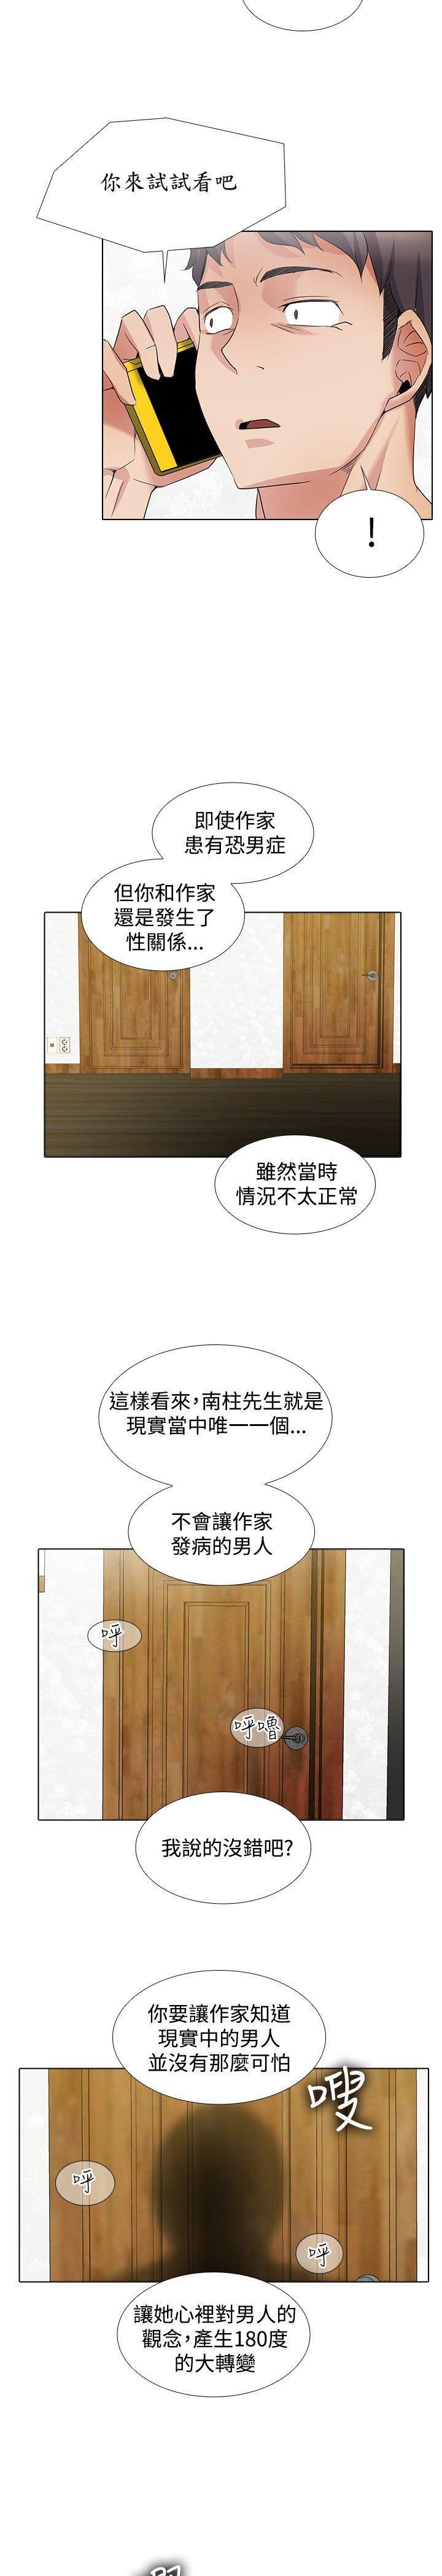 你來試試看吧
!
即使作家
患有恐男症
但你和作家
還是發生了
性關係...
雖然當時
情況不太正常
這樣看來,南柱先生就是
現實當中唯一一個...
不會讓作家
發病的男人
呼
呼嚕
我說的沒錯吧?
你要讓作家知道
現實中的男人
並沒有那麼可怕
嗖
呼
呼
讓她心裡對男人的
觀念,產生180度
的大轉變